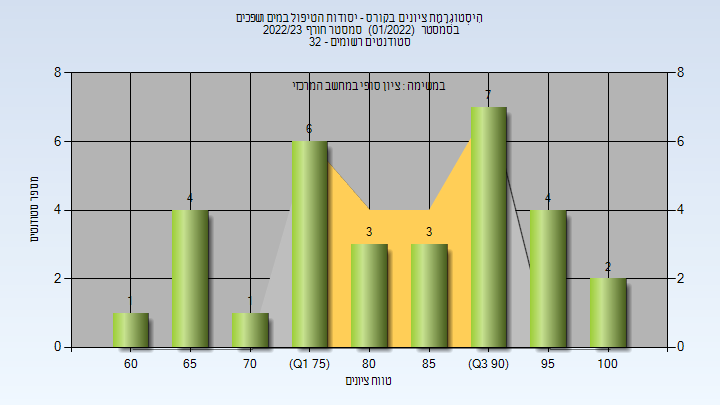 הִיסטוגְרַמַת ציונים בקורס - יסודות הטיפול במים ושפכים
בסמסטר (01/2022) סמסטר חורף 2022/23
סטודנטים רשומים - 32
במשימה : ציון סופי במחשב המרכזי
8 8
6 6
4 4
2 2
0 0
מספר סטודנטים
1 4 1 6 3 3 7 4 2
60 65 70 (Q1 75) 80 85 (Q3 90) 95 100
טווח ציונים